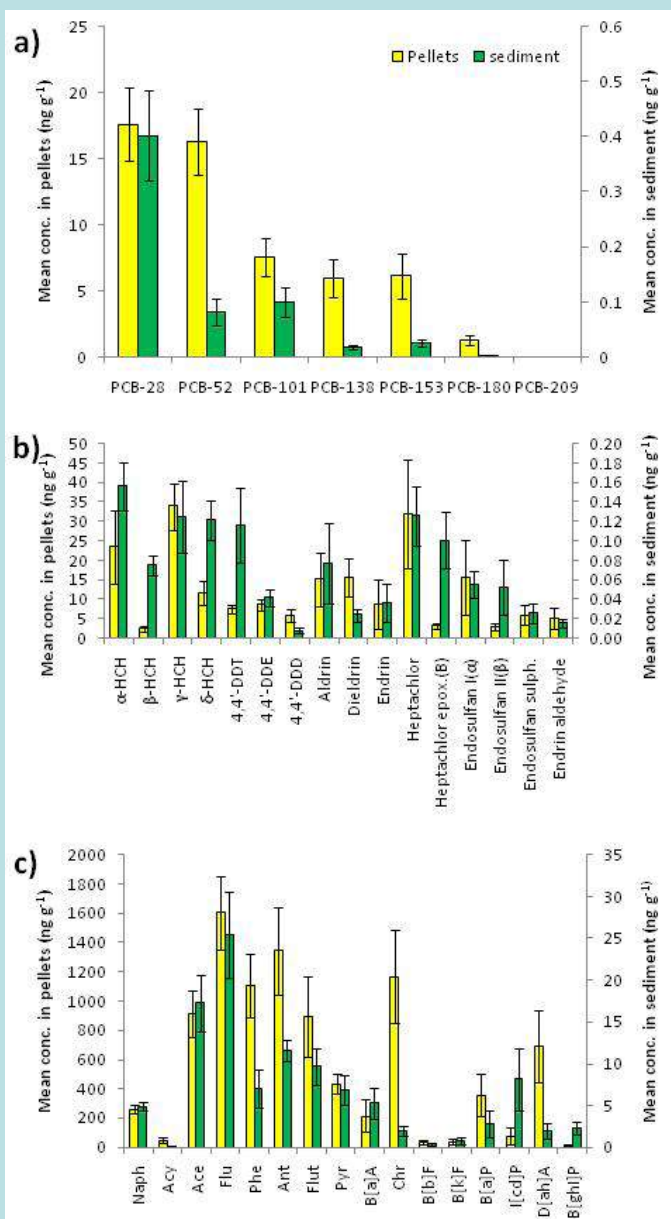 a)
Pellets sediment
Mean conc. in pellets (ng g-1)
25
20
15
10
5
0
0.6
0.5
0.4
0.3
0.2
0.1
0
Mean conc. in sediment (ng g-1)
PCB-28 PCB-52 PCB-101 PCB-138 PCB-153 PCB-180 PCB-209
b)
Mean conc. in pellets (ng g-1)
50
45
40
35
30
25
20
15
10
5
0
0.20
0.18
0.16
0.14
0.12
0.10
0.08
0.06
0.04
0.02
0.00
Mean conc. in sediment (ng g-1)
α-HCH
β-HCH
γ-HCH
δ-HCH
4,4'-DDT
4,4'-DDE
4,4'-DDD
Aldrin
Dieldrin
Endrin
Heptachlor
Heptachlor epox.(B)
Endosulfan I(α)
Endosulfan II(β)
Endosulfan sulph.
Endrin aldehyde
c)
Mean conc. in pellets (ng g-1)
2000
1800
1600
1400
1200
1000
800
600
400
200
0
35
30
25
20
15
10
5
0
Mean conc. in sediment (ng g-1)
Naph
Acy
Ace
Flu
Phe
Ant
Flut
Pyr
B[a]A
Chr
B[b]F
B[k]F
B[a]P
I[cd]P
D[ah]A
B[ghi]P